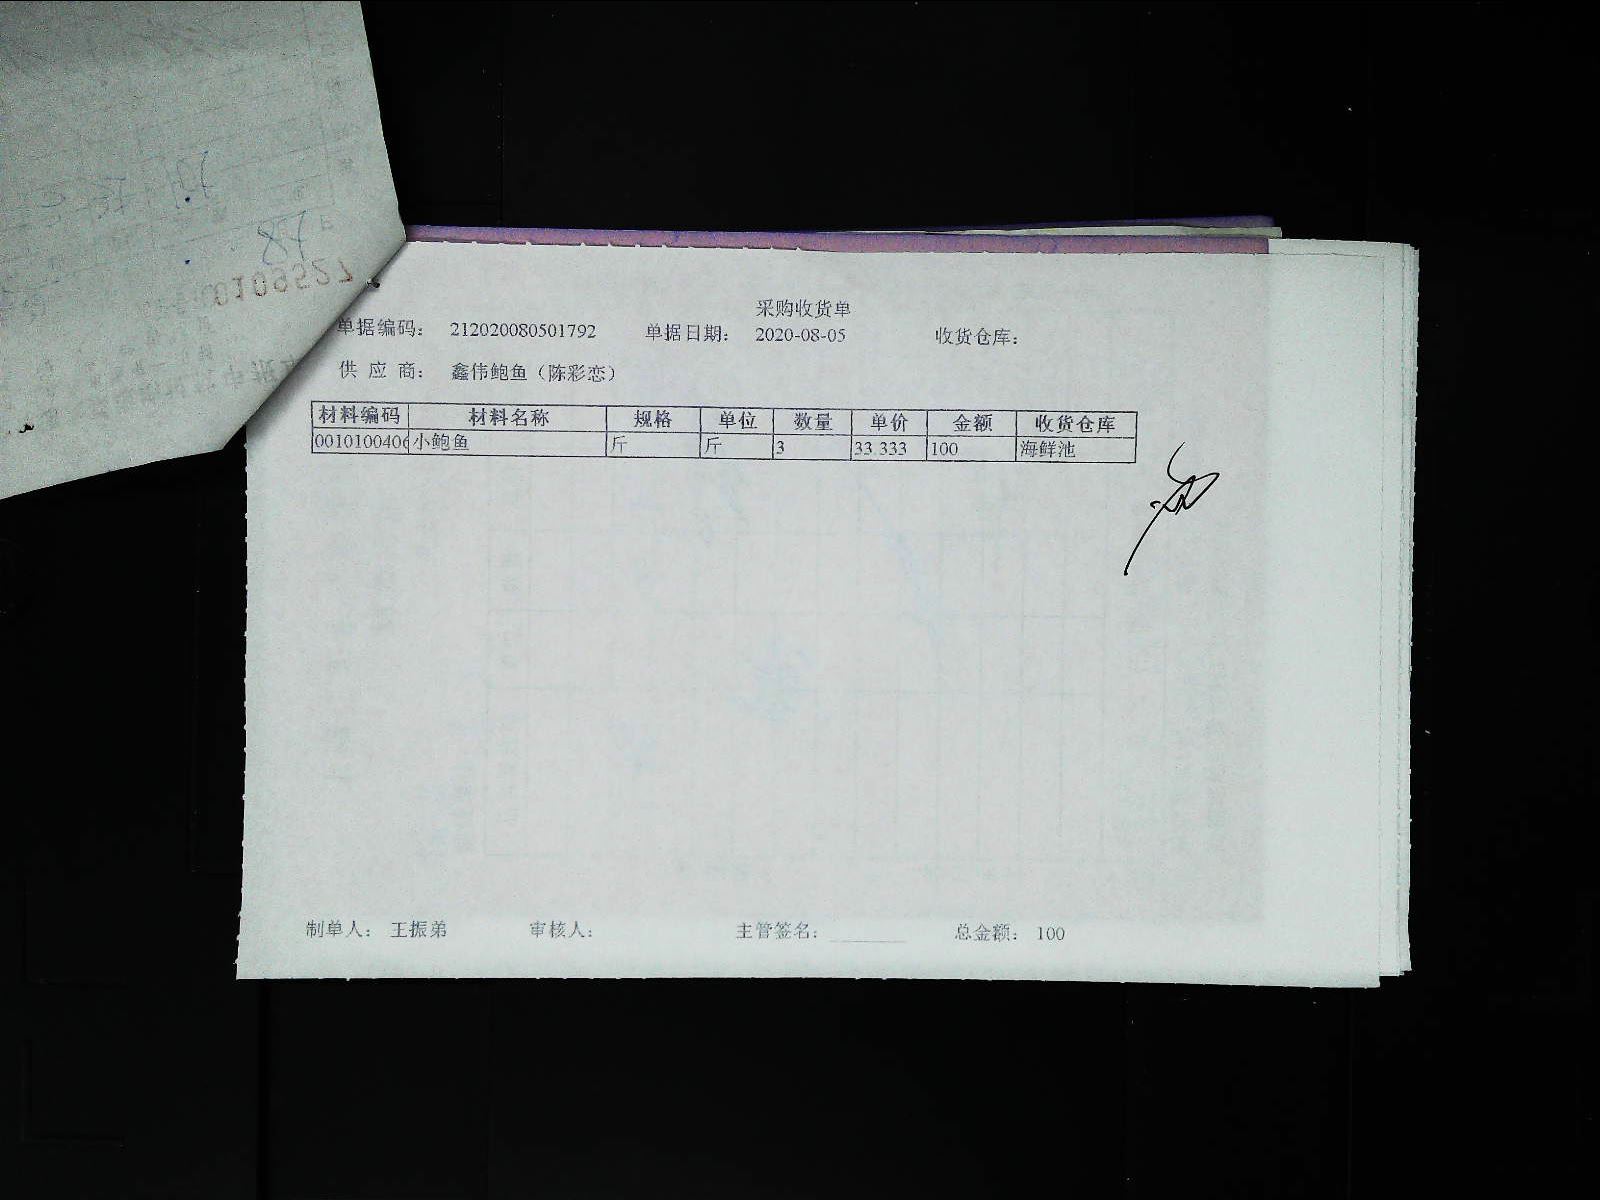 采购收货单
单据编码: 212020080501792 单据日期: 2020-08-05 收货仓库:
供应商: 鑫伟鲍鱼(陈彩恋)
材料编码 材料名称 规格 单位 数量 单价 金额 收货仓库
0010100406 小鲍鱼 斤 斤 3 33.333 100 海鲜池
制单人: 王振弟 审核人: 主管签名: ______ 总金额: 100